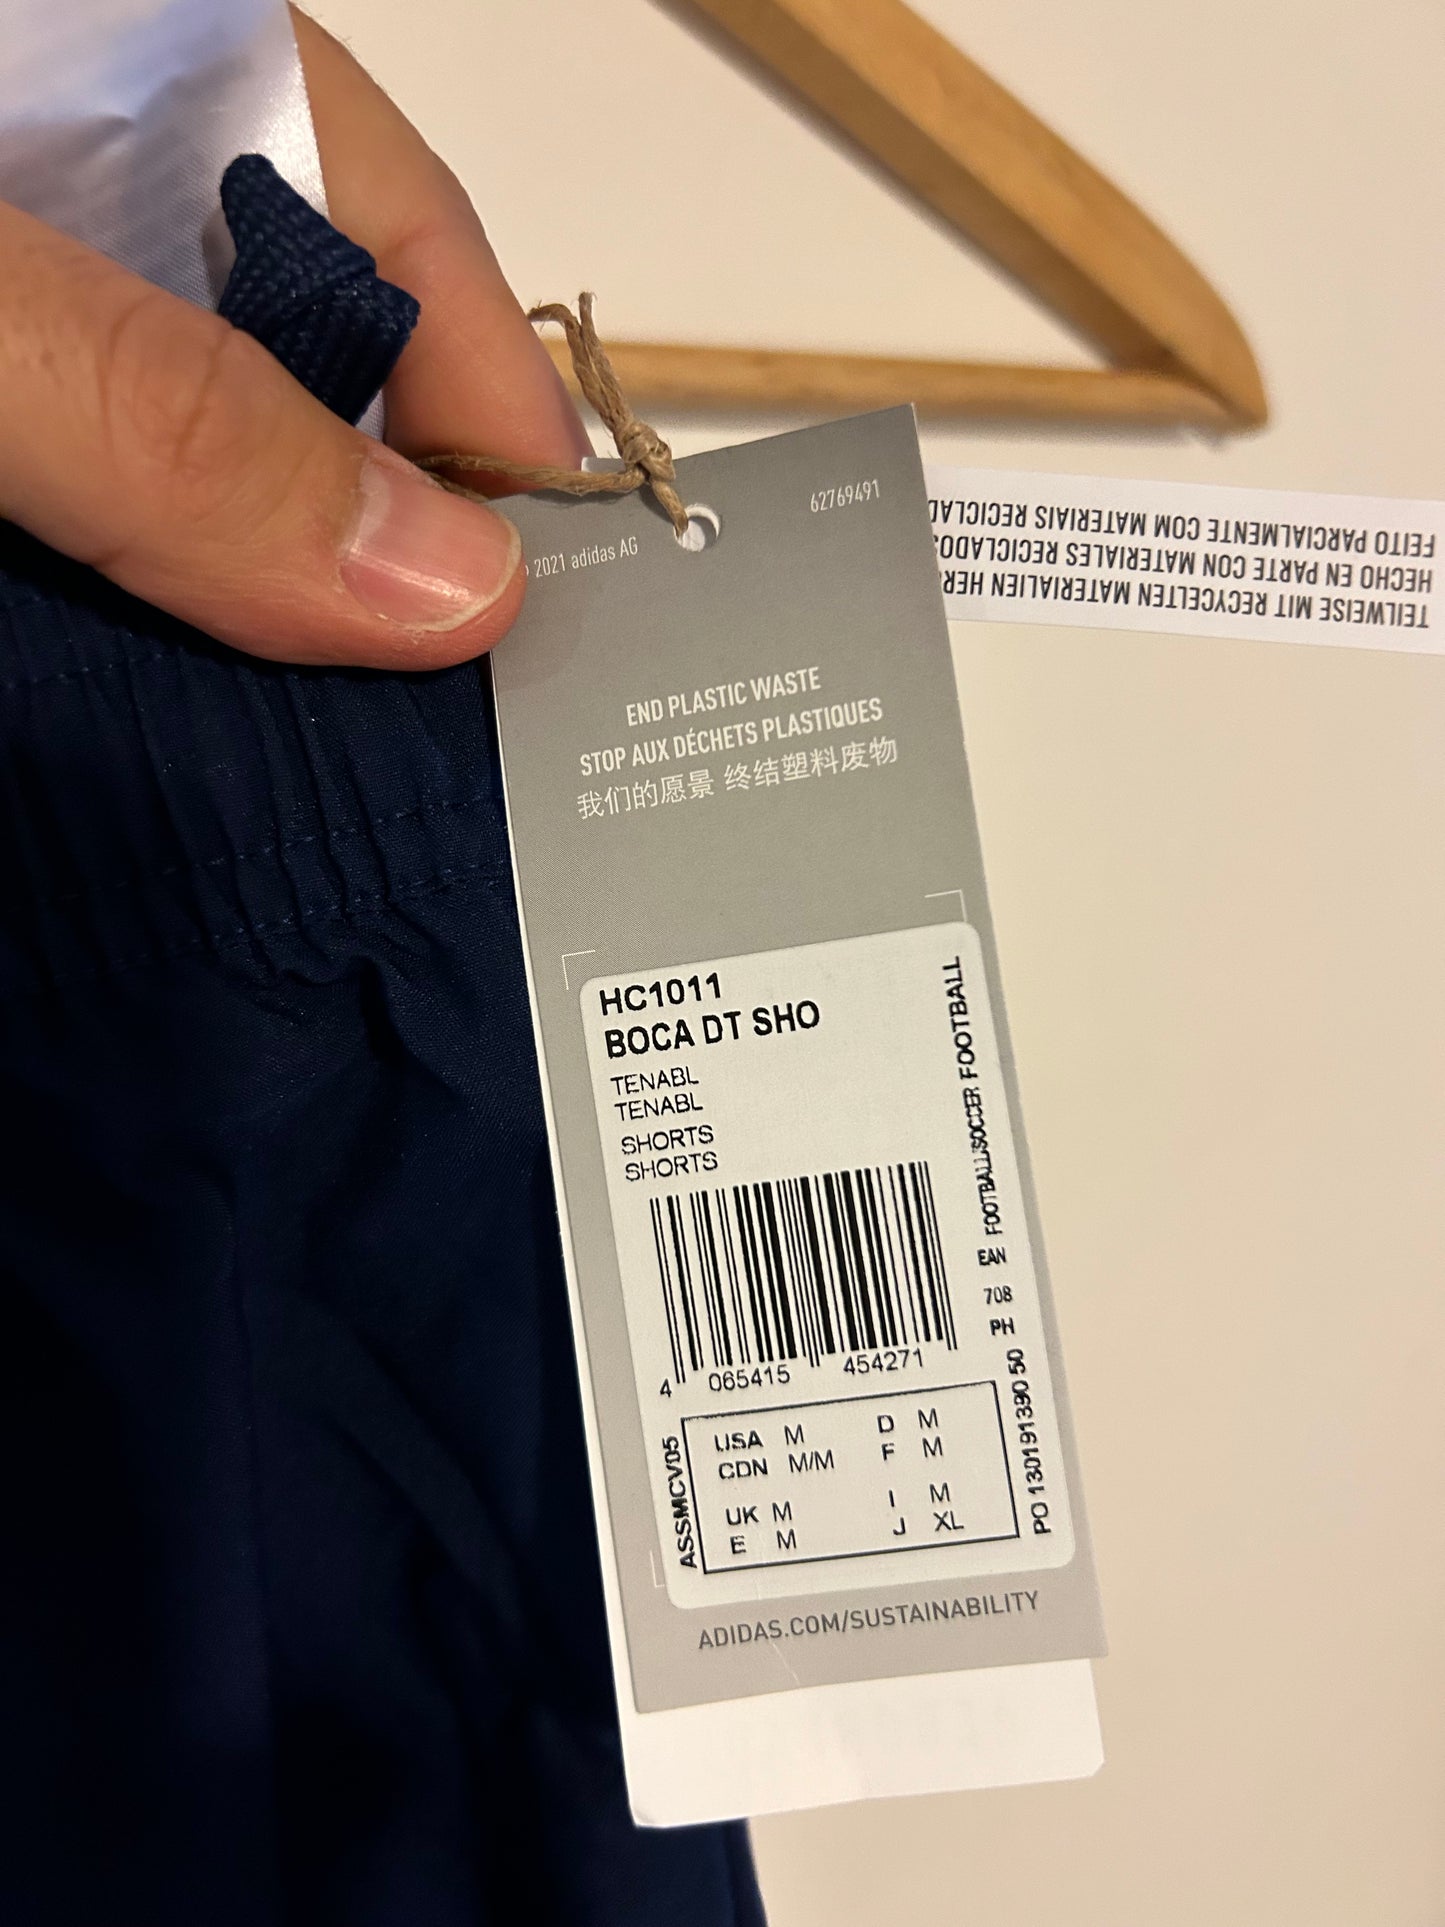 2021 adidas AG
62769491
END PLASTIC WASTE
STOP AUX DÉCHETS PLASTIQUES
我们的愿景 终结塑料废物
HC1011
BOCA DT SHO
TENABL
TENABL
SHORTS
SHORTS
4 065415 454271
FOOTBALL/SOCCER FOOTBALL
EAN
708
PH
PO 130191390 50
ASSMCV05
USA M D M
CDN M/M F M
UK M I M
E M J XL
ADIDAS.COM/SUSTAINABILITY
TEILWEISE MIT RECYCELTEN MATERIALIEN
HECHO EN PARTE CON MATERIALES RECICLADOS
FEITO PARCIALMENTE COM MATERIAIS